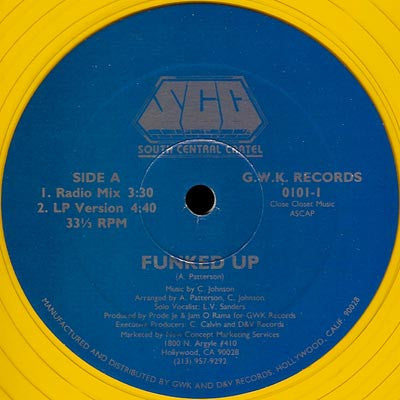 SCC
SOUTH CENTRAL CARTEL
SIDE A
1. Radio Mix 3:30
2. LP Version 4:40
33⅓ RPM
G.W.K. RECORDS
0101-1
Close Closet Music
ASCAP
FUNKED UP
(A. Patterson)
Music by C. Johnson
Arranged by A. Patterson, C. Johnson
Solo Vocalist: L.V. Sanders
Produced by Prode Je & Jam O Rama for GWK Records
Executive Producers: C. Calvin and D&V Records
Marketed by Concept Marketing Services
1800 N. Argyle #410
Hollywood, CA 90028
(213) 957-9292
MANUFACTURED AND DISTRIBUTED BY GWK AND D&V RECORDS, HOLLYWOOD, CALIF. 90028